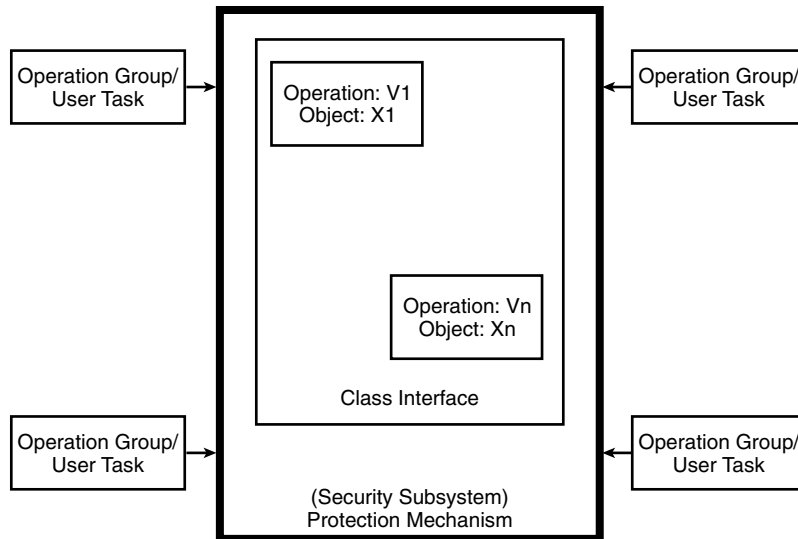 Operation Group/
User Task
Operation: V1
Object: X1
Operation Group/
User Task
Operation: Vn
Object: Xn
Class Interface
Operation Group/
User Task
Operation Group/
User Task
(Security Subsystem)
Protection Mechanism